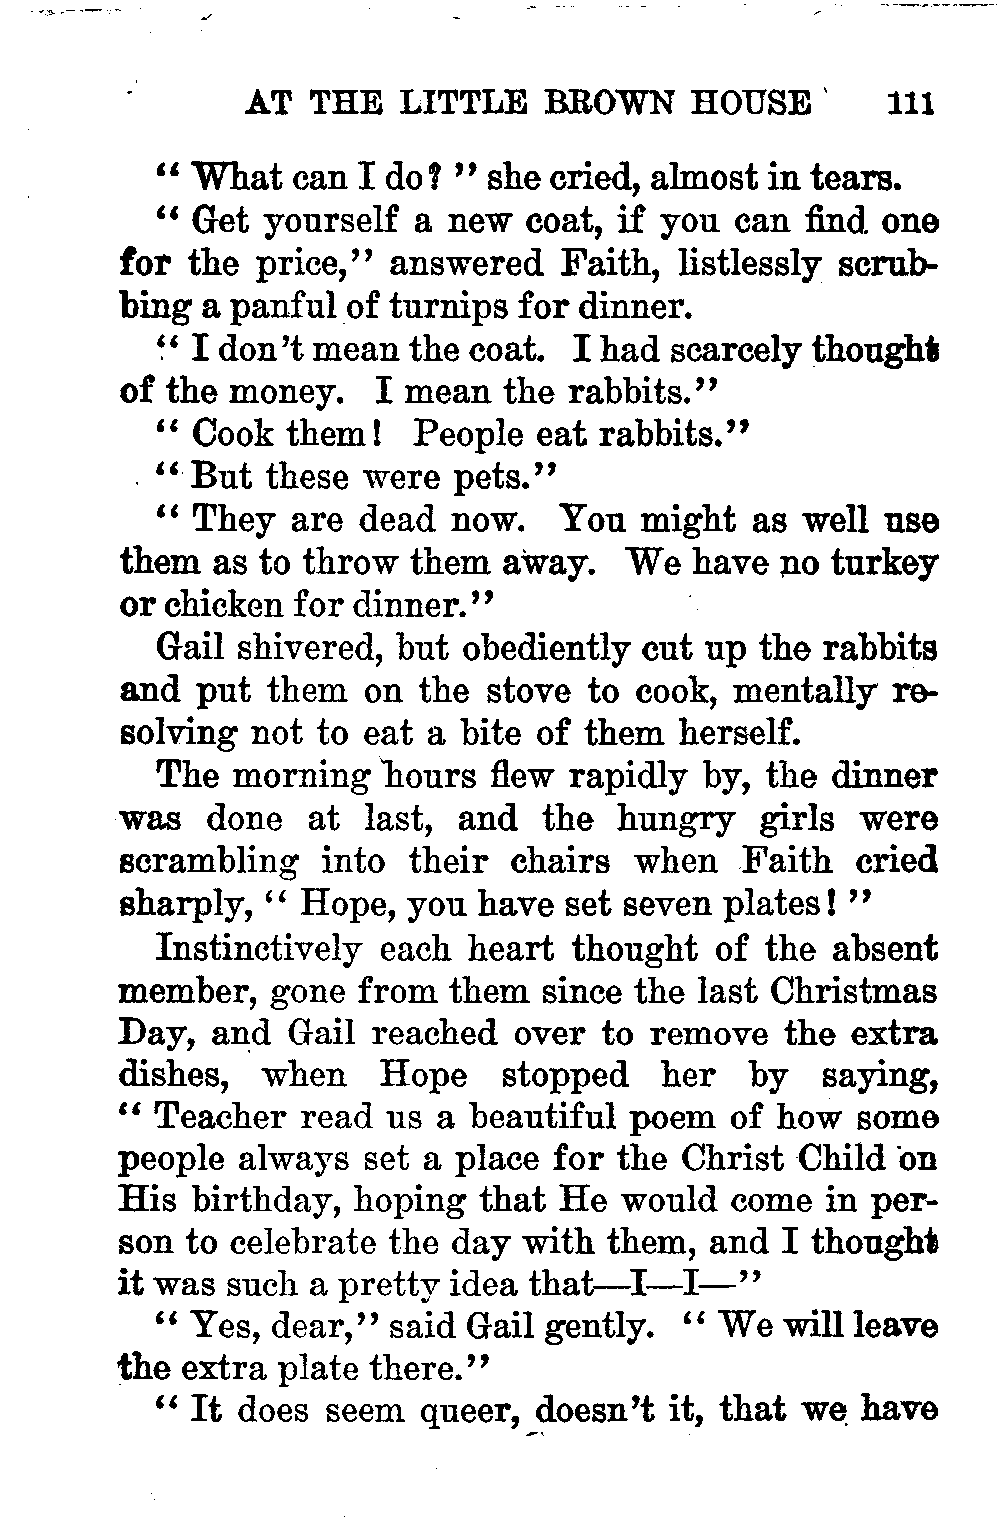 AT THE LITTLE BROWN HOUSE 111
" What can I do? " she cried, almost in tears.
" Get yourself a new coat, if you can find one
for the price," answered Faith, listlessly scrub-
bing a panful of turnips for dinner.
" I don't mean the coat. I had scarcely thought
of the money. I mean the rabbits."
" Cook them! People eat rabbits."
" But these were pets."
" They are dead now. You might as well use
them as to throw them away. We have no turkey
or chicken for dinner."
Gail shivered, but obediently cut up the rabbits
and put them on the stove to cook, mentally re-
solving not to eat a bite of them herself.
The morning hours flew rapidly by, the dinner
was done at last, and the hungry girls were
scrambling into their chairs when Faith cried
sharply, " Hope, you have set seven plates! "
Instinctively each heart thought of the absent
member, gone from them since the last Christmas
Day, and Gail reached over to remove the extra
dishes, when Hope stopped her by saying,
" Teacher read us a beautiful poem of how some
people always set a place for the Christ Child on
His birthday, hoping that He would come in per-
son to celebrate the day with them, and I thought
it was such a pretty idea that—I—I—"
" Yes, dear," said Gail gently. " We will leave
the extra plate there."
" It does seem queer, doesn't it, that we have